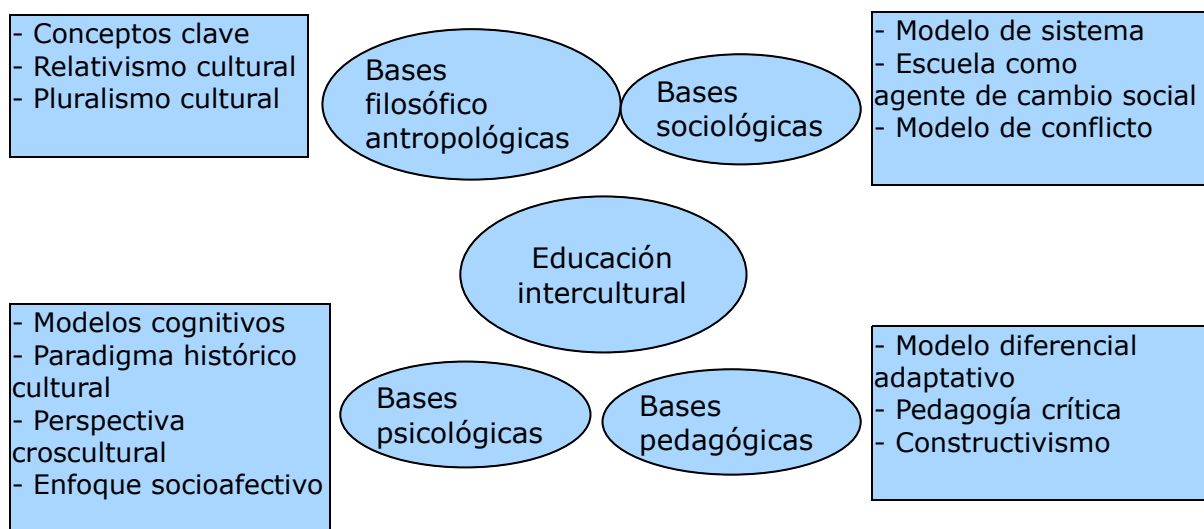 - Conceptos clave
- Relativismo cultural
- Pluralismo cultural
Bases
filosófico
antropológicas
Bases
sociológicas
- Modelo de sistema
- Escuela como
agente de cambio social
- Modelo de conflicto
Educación
intercultural
- Modelos cognitivos
- Paradigma histórico
cultural
- Perspectiva
croscultural
- Enfoque socioafectivo
Bases
psicológicas
Bases
pedagógicas
- Modelo diferencial
adaptativo
- Pedagogía crítica
- Constructivismo